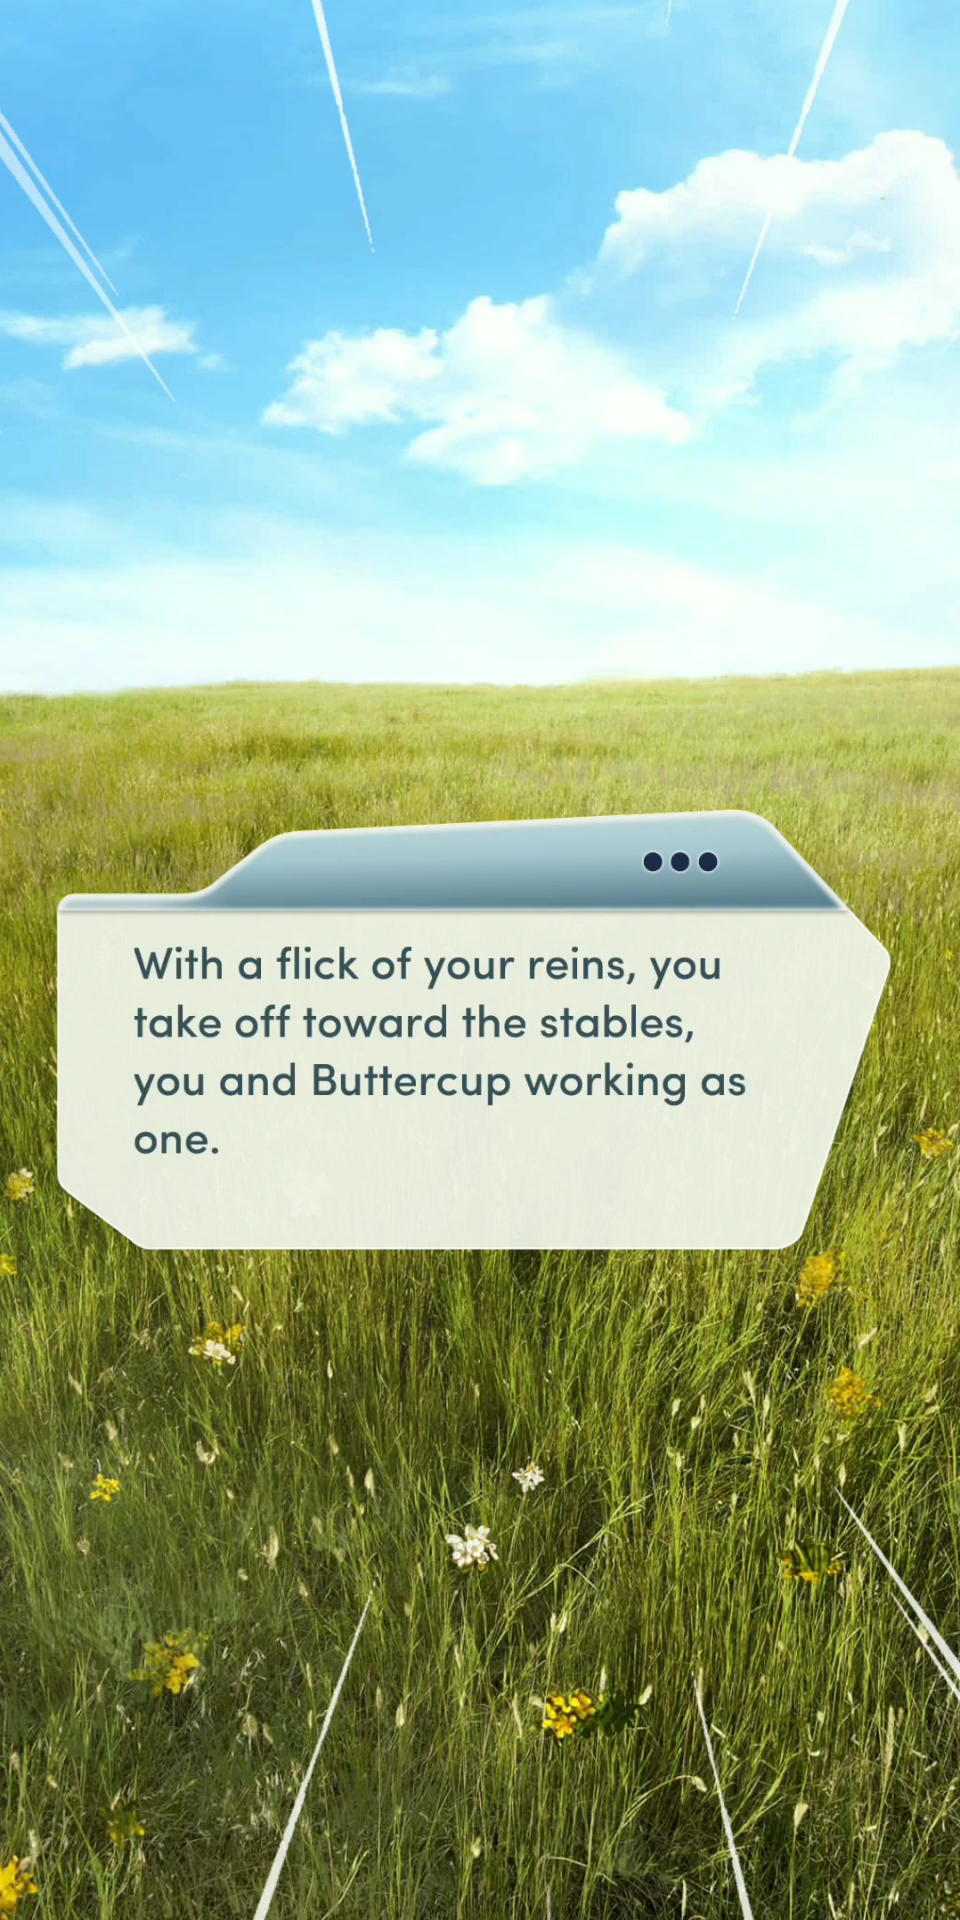 With a flick of your reins, you
take off toward the stables,
you and Buttercup working as
one.